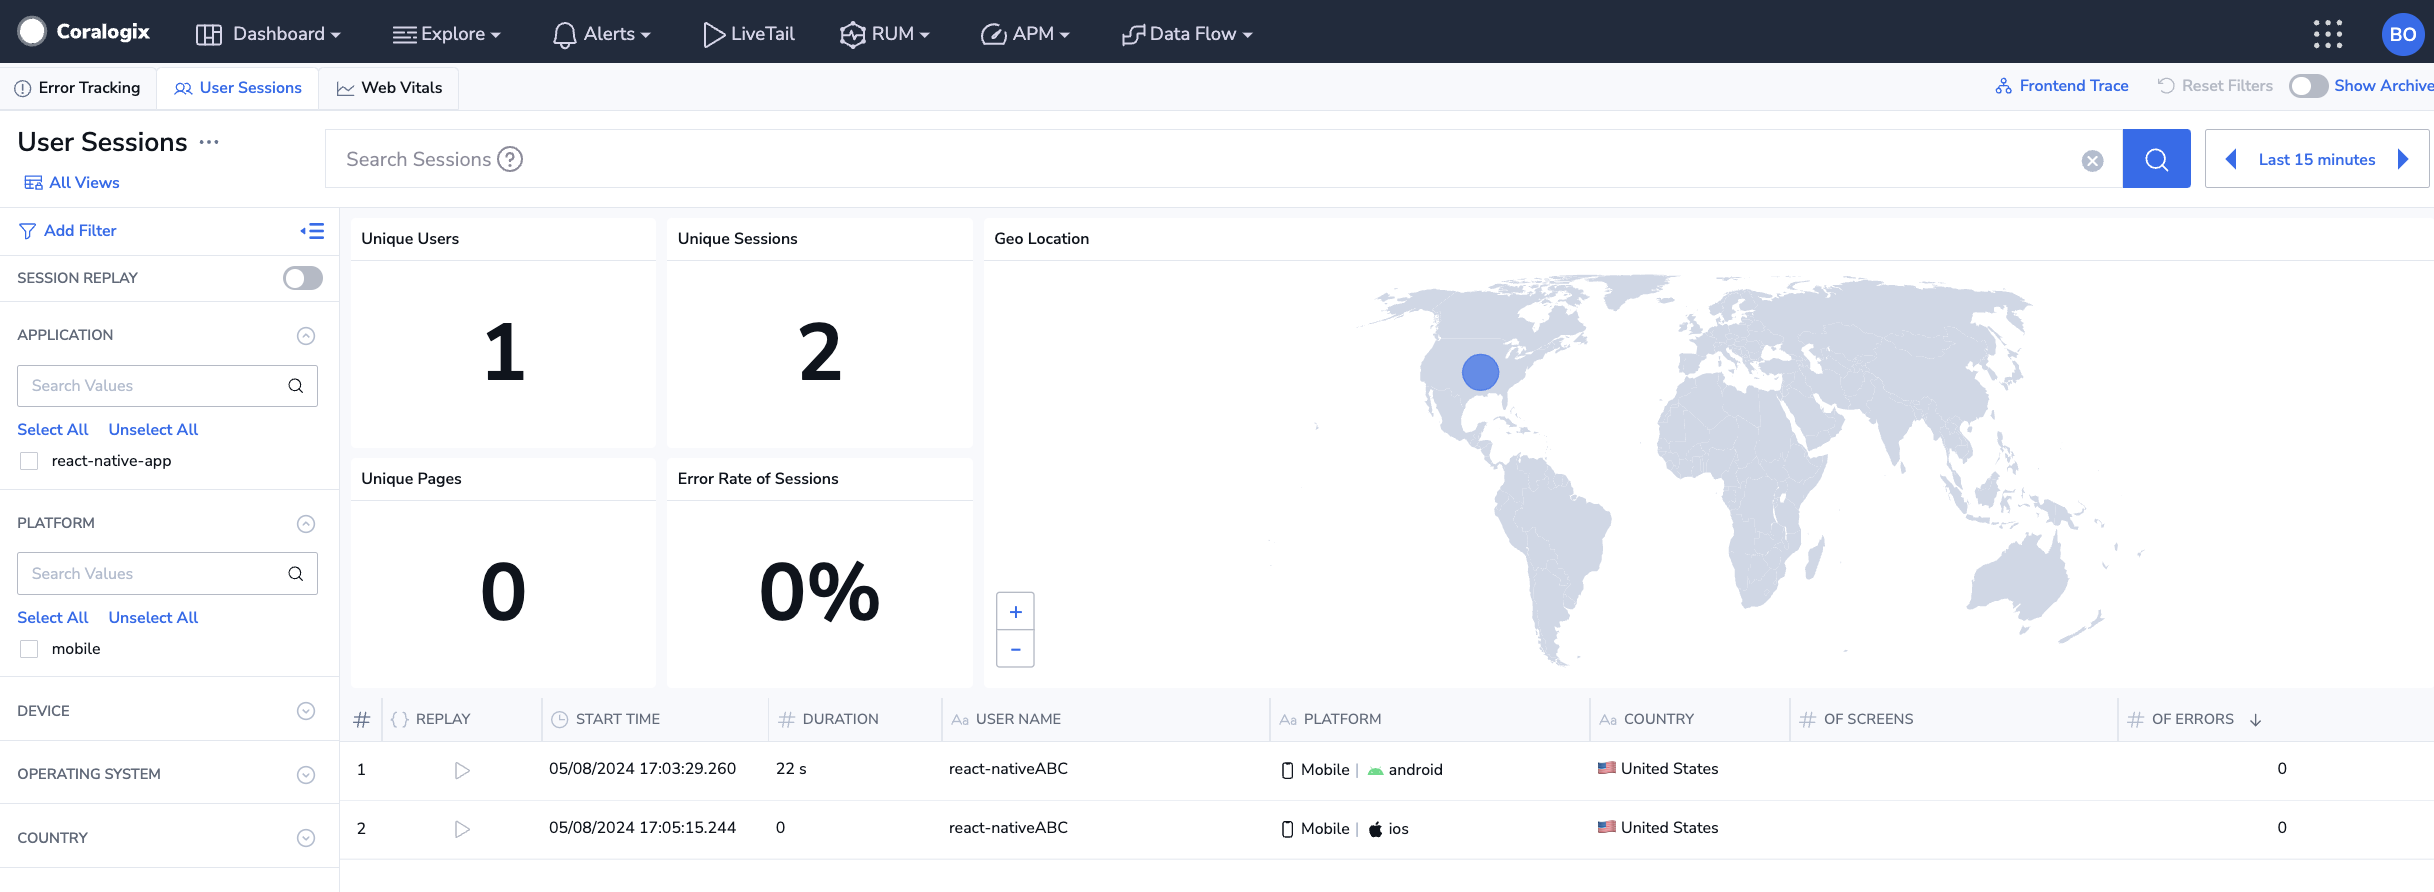 Coralogix Dashboard Explore Alerts LiveTail RUM APM Data Flow BO
Error Tracking User Sessions Web Vitals Frontend Trace Reset Filters Show Archive
User Sessions ...
Search Sessions ? Last 15 minutes
All Views
Add Filter
SESSION REPLAY
APPLICATION
Search Values
Select All Unselect All
react-native-app
PLATFORM
Search Values
Select All Unselect All
mobile
DEVICE
OPERATING SYSTEM
COUNTRY
Unique Users
1
Unique Sessions
2
Geo Location
+
−
Unique Pages
0
Error Rate of Sessions
0%
# {} REPLAY START TIME # DURATION Aa USER NAME Aa PLATFORM Aa COUNTRY # OF SCREENS # OF ERRORS ↓
1 05/08/2024 17:03:29.260 22 s react-nativeABC Mobile | android United States 0
2 05/08/2024 17:05:15.244 0 react-nativeABC Mobile | ios United States 0